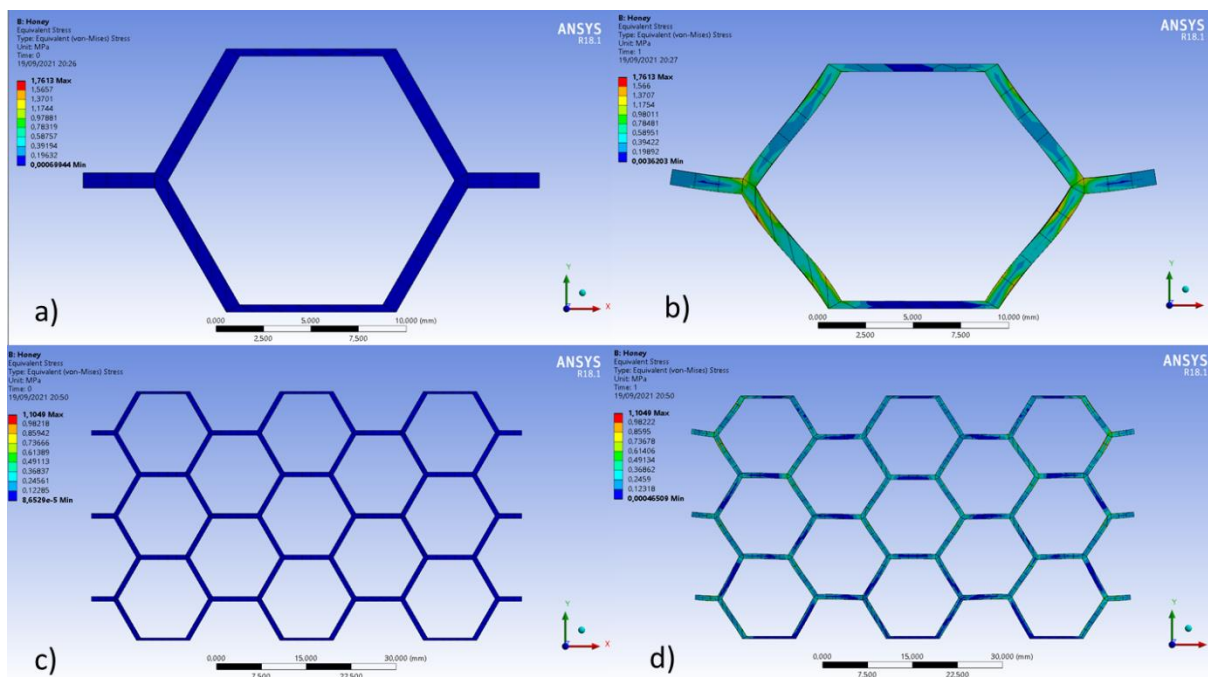 B: Honey
Equivalent Stress
Type: Equivalent (von-Mises) Stress
Unit: MPa
Time: 0
19/09/2021 20:26
1,7613 Max
1,5657
1,3701
1,1744
0,97881
0,78319
0,58757
0,39194
0,19632
0,00069944 Min
ANSYS
R18.1
a)
0.000
5.000
10.000 (mm)
2.500
7.500
Y
X
B: Honey
Equivalent Stress
Type: Equivalent (von-Mises) Stress
Unit: MPa
Time: 1
19/09/2021 20:27
1,7613 Max
1,566
1,3707
1,1754
0,98011
0,78481
0,58951
0,39422
0,19892
0,0036203 Min
ANSYS
R18.1
b)
0.000
5.000
10.000 (mm)
2.500
7.500
Y
X
B: Honey
Equivalent Stress
Type: Equivalent (von-Mises) Stress
Unit: MPa
Time: 0
19/09/2021 20:50
1,1049 Max
0,98218
0,85942
0,73666
0,61389
0,49113
0,36837
0,24561
0,12285
8,6529e-5 Min
ANSYS
R18.1
c)
0.000
15.000
30.000 (mm)
7.500
22.500
Y
X
B: Honey
Equivalent Stress
Type: Equivalent (von-Mises) Stress
Unit: MPa
Time: 1
19/09/2021 20:50
1,1049 Max
0,98222
0,8595
0,73678
0,61406
0,49134
0,36862
0,2459
0,12318
0,00046509 Min
ANSYS
R18.1
d)
0.000
15.000
30.000 (mm)
7.500
22.500
Y
X